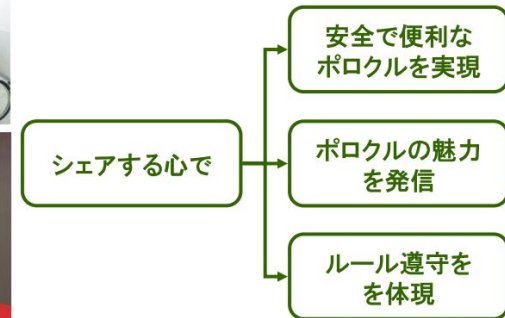 シェアする心で
安全で便利な
ポロクルを実現
ポロクルの魅力
を発信
ルール遵守を
を体現